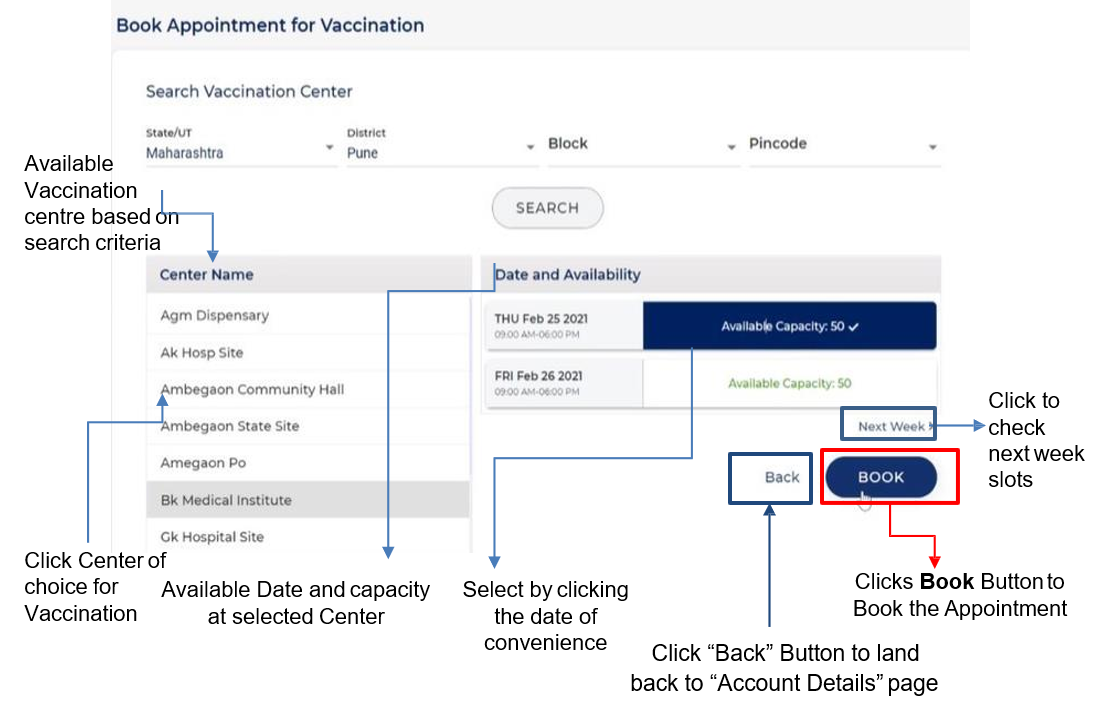 Book Appointment for Vaccination
Search Vaccination Center
State/UT
Maharashtra
District
Pune
Block
Pincode
Available
Vaccination
centre based on
search criteria
SEARCH
Center Name
Agm Dispensary
Ak Hosp Site
Ambegaon Community Hall
Ambegaon State Site
Amegaon Po
Bk Medical Institute
Gk Hospital Site
Date and Availability
THU Feb 25 2021
09:00 AM-06:00 PM
Available Capacity: 50
FRI Feb 26 2021
09:00 AM-06:00 PM
Available Capacity: 50
Next Week
Back
BOOK
Click to
check
next week
slots
Click Center of
choice for
Vaccination
Available Date and capacity
at selected Center
Select by clicking
the date of
convenience
Clicks Book Button to
Book the Appointment
Click “Back” Button to land
back to “Account Details” page